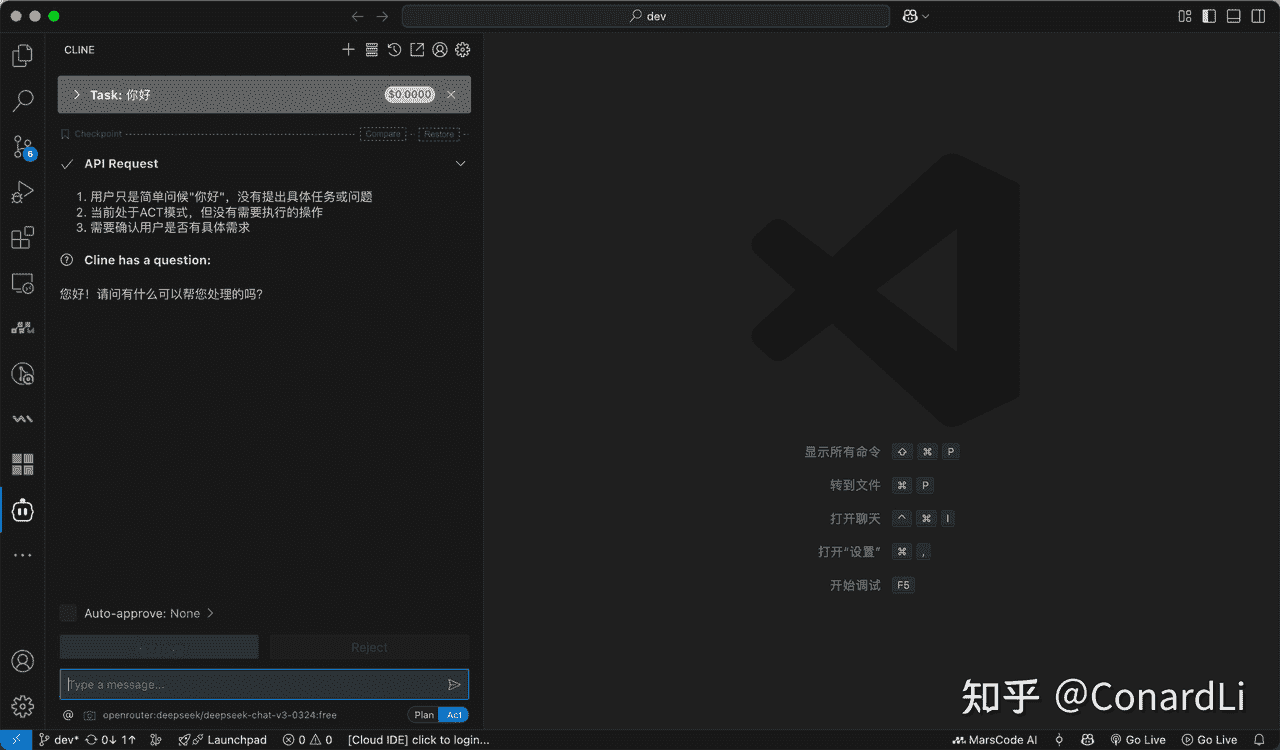 dev
CLINE
Task: 你好
$0.0000
Checkpoint
Compare
Restore
API Request
1. 用户只是简单问候"你好"，没有提出具体任务或问题
2. 当前处于ACT模式，但没有需要执行的操作
3. 需要确认用户是否有具体需求
Cline has a question:
您好！请问有什么可以帮您处理的吗?
6
Auto-approve: None
Reject
Type a message...
@
openrouter:deepseek/deepseek-chat-v3-0324:free
Plan
Act
显示所有命令 ⇧ ⌘ P
转到文件 ⌘ P
打开聊天 ^ ⌘ I
打开“设置” ⌘ ,
开始调试 F5
知乎 @ConardLi
dev* 0↓ 1↑ Launchpad 0 0 [Cloud IDE] click to login... MarsCode AI Go Live Go Live